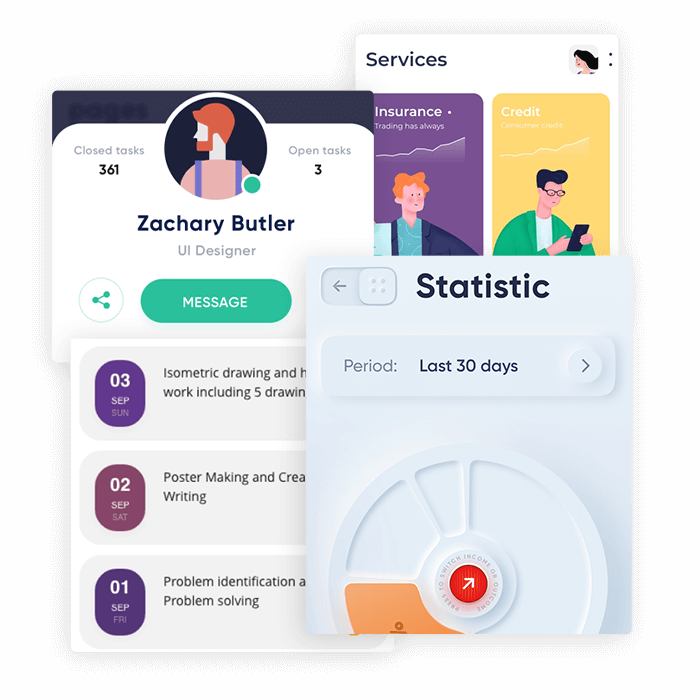 Services
pages
Closed tasks
361
Open tasks
3
Zachary Butler
UI Designer
MESSAGE
Insurance •
Trading has always
Credit
Consumer credit
Statistic
Period: Last 30 days
PRESS TO SWITCH INCOME OR OUTCOME
03
SEP
SUN
Isometric drawing and h
work including 5 drawin
02
SEP
SAT
Poster Making and Crea
Writing
01
SEP
FRI
Problem identification a
Problem solving